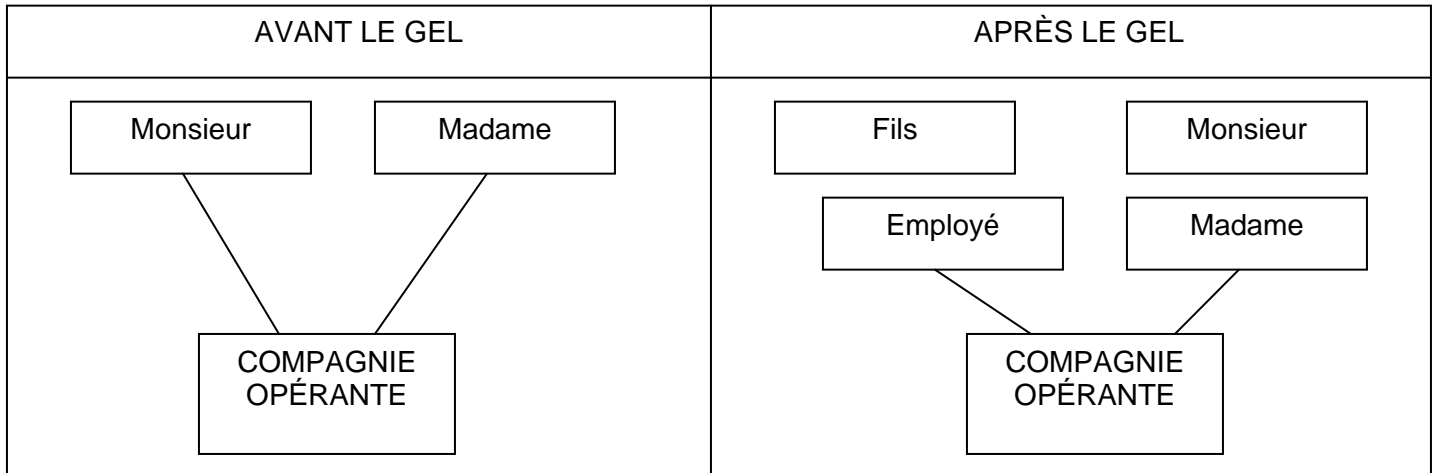 AVANT LE GEL
APRÈS LE GEL
Monsieur
Madame
COMPAGNIE
OPÉRANTE
Fils
Monsieur
Employé
Madame
COMPAGNIE
OPÉRANTE